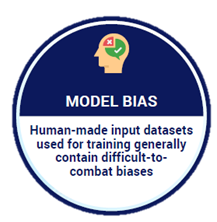 MODEL BIAS
Human-made input datasets
used for training generally
contain difficult-to-
combat biases